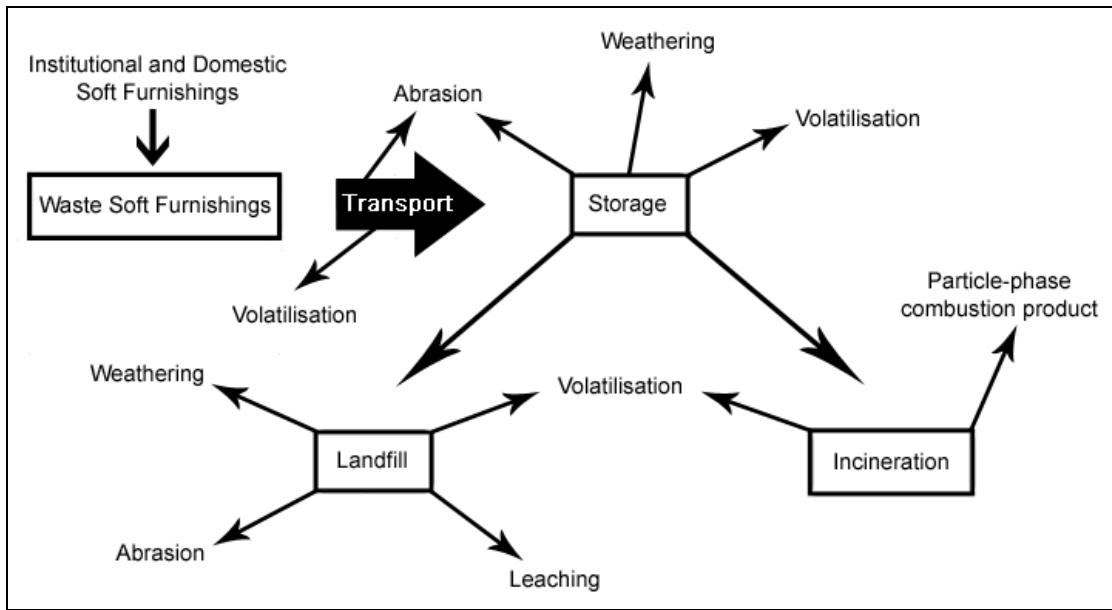 Institutional and Domestic
Soft Furnishings
Waste Soft Furnishings
Transport
Abrasion
Volatilisation
Weathering
Volatilisation
Storage
Particle-phase
combustion product
Weathering
Volatilisation
Landfill
Incineration
Abrasion
Leaching